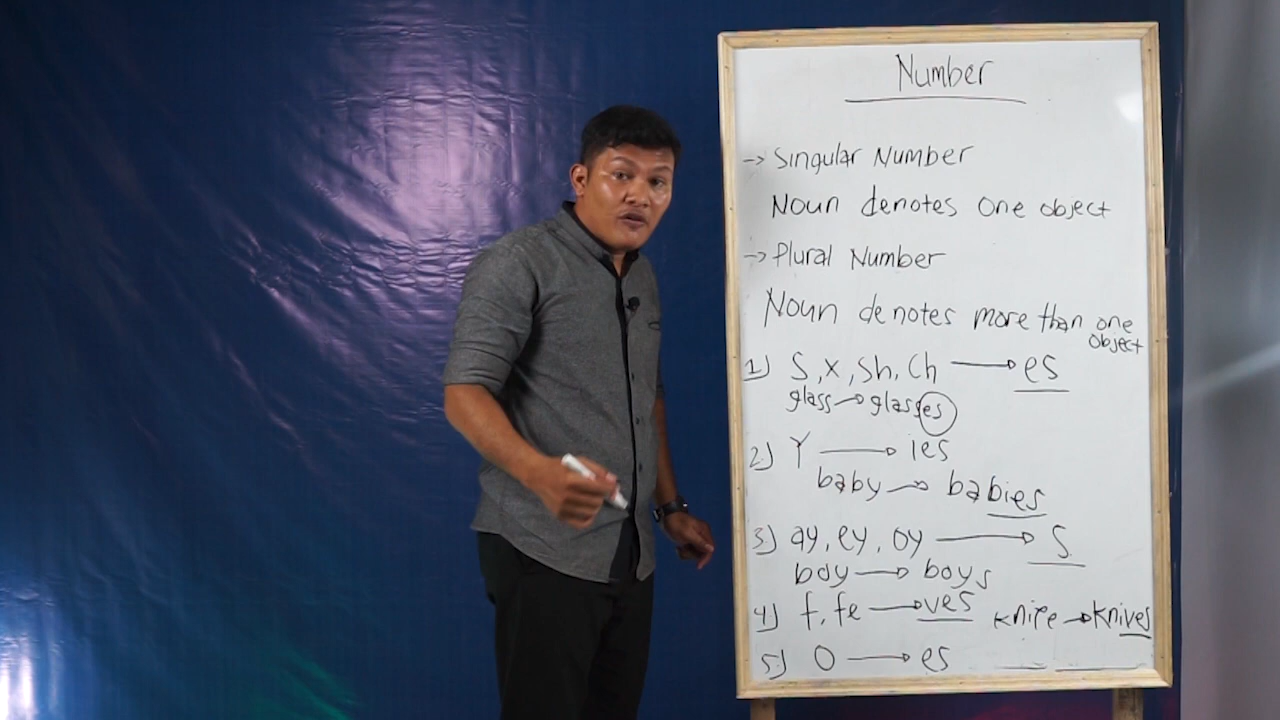 Number
→ Singular Number
Noun denotes one object
→ Plural Number
Noun denotes more than one
object
1) S, x, sh, ch → es
glass → glasses
2) Y → ies
baby → babies
3) ay, ey, oy → s
boy → boys
4) f, fe → ves knife → knives
5) O → es